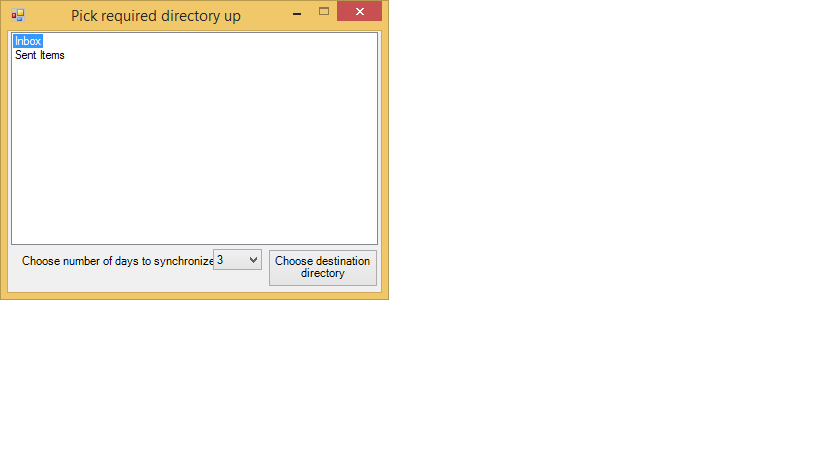 Pick required directory up
Inbox
Sent Items
Choose number of days to synchronize
3
Choose destination
directory